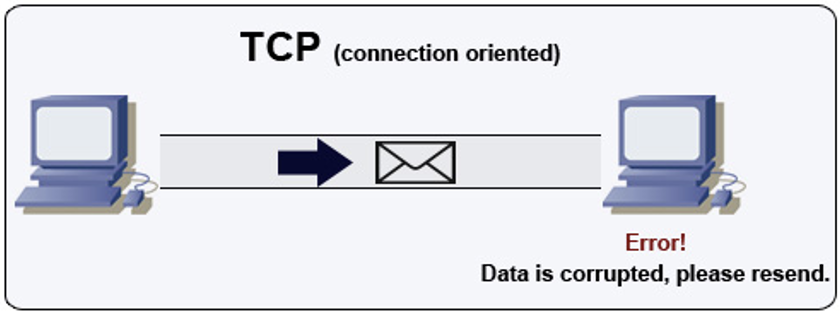 TCP (connection oriented)
Error!
Data is corrupted, please resend.